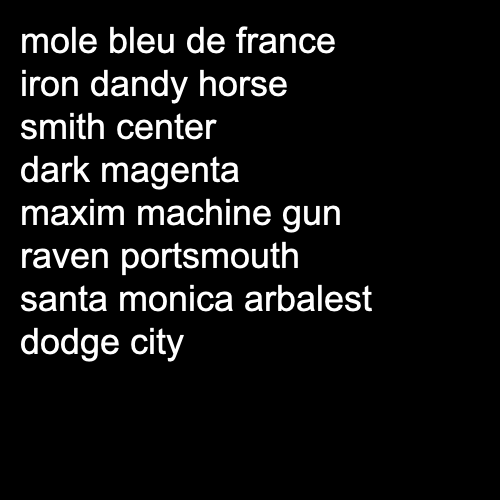 mole bleu de france
iron dandy horse
smith center
dark magenta
maxim machine gun
raven portsmouth
santa monica arbalest
dodge city